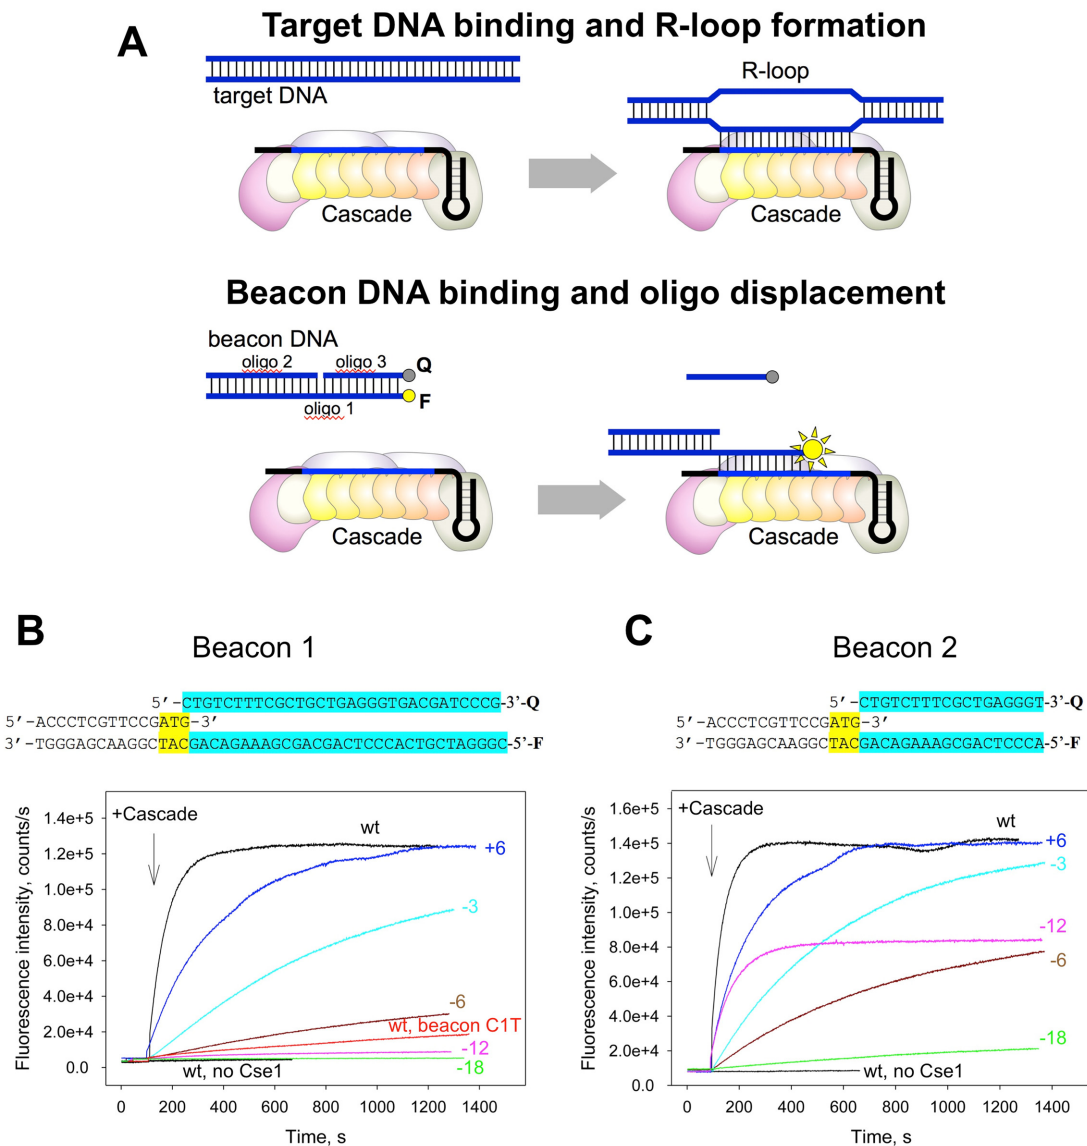 A
Target DNA binding and R-loop formation
target DNA
R-loop
Cascade
Cascade
Beacon DNA binding and oligo displacement
beacon DNA
oligo 2
oligo 3
Q
F
oligo 1
Cascade
Cascade
B
Beacon 1
5′-CTGTCTTTCGCTGCTGAGGGTGACGATCCCG-3’-Q
5′-ACCCTCGTTCCGATG-3′
3′-TGGGAGCAAGGCTACGACAGAAAGCGACGACTCCCACTGCTAGGGC-5’-F
+Cascade
wt
+6
-3
-6
wt, beacon C1T
-12
-18
wt, no Cse1
1.4e+5
1.2e+5
1.0e+5
8.0e+4
6.0e+4
4.0e+4
2.0e+4
0.0
Fluorescence intensity, counts/s
0 200 400 600 800 1000 1200 1400
Time, s
C
Beacon 2
5′-CTGTCTTTCGCTGAGGGT-3’-Q
5′-ACCCTCGTTCCGATG-3′
3′-TGGGAGCAAGGCTACGACAGAAAGCGACTCCCA-5’-F
+Cascade
wt
+6
-3
-12
-6
-18
wt, no Cse1
1.6e+5
1.4e+5
1.2e+5
1.0e+5
8.0e+4
6.0e+4
4.0e+4
2.0e+4
0.0
Fluorescence intensity, counts/s
0 200 400 600 800 1000 1200 1400
Time, s